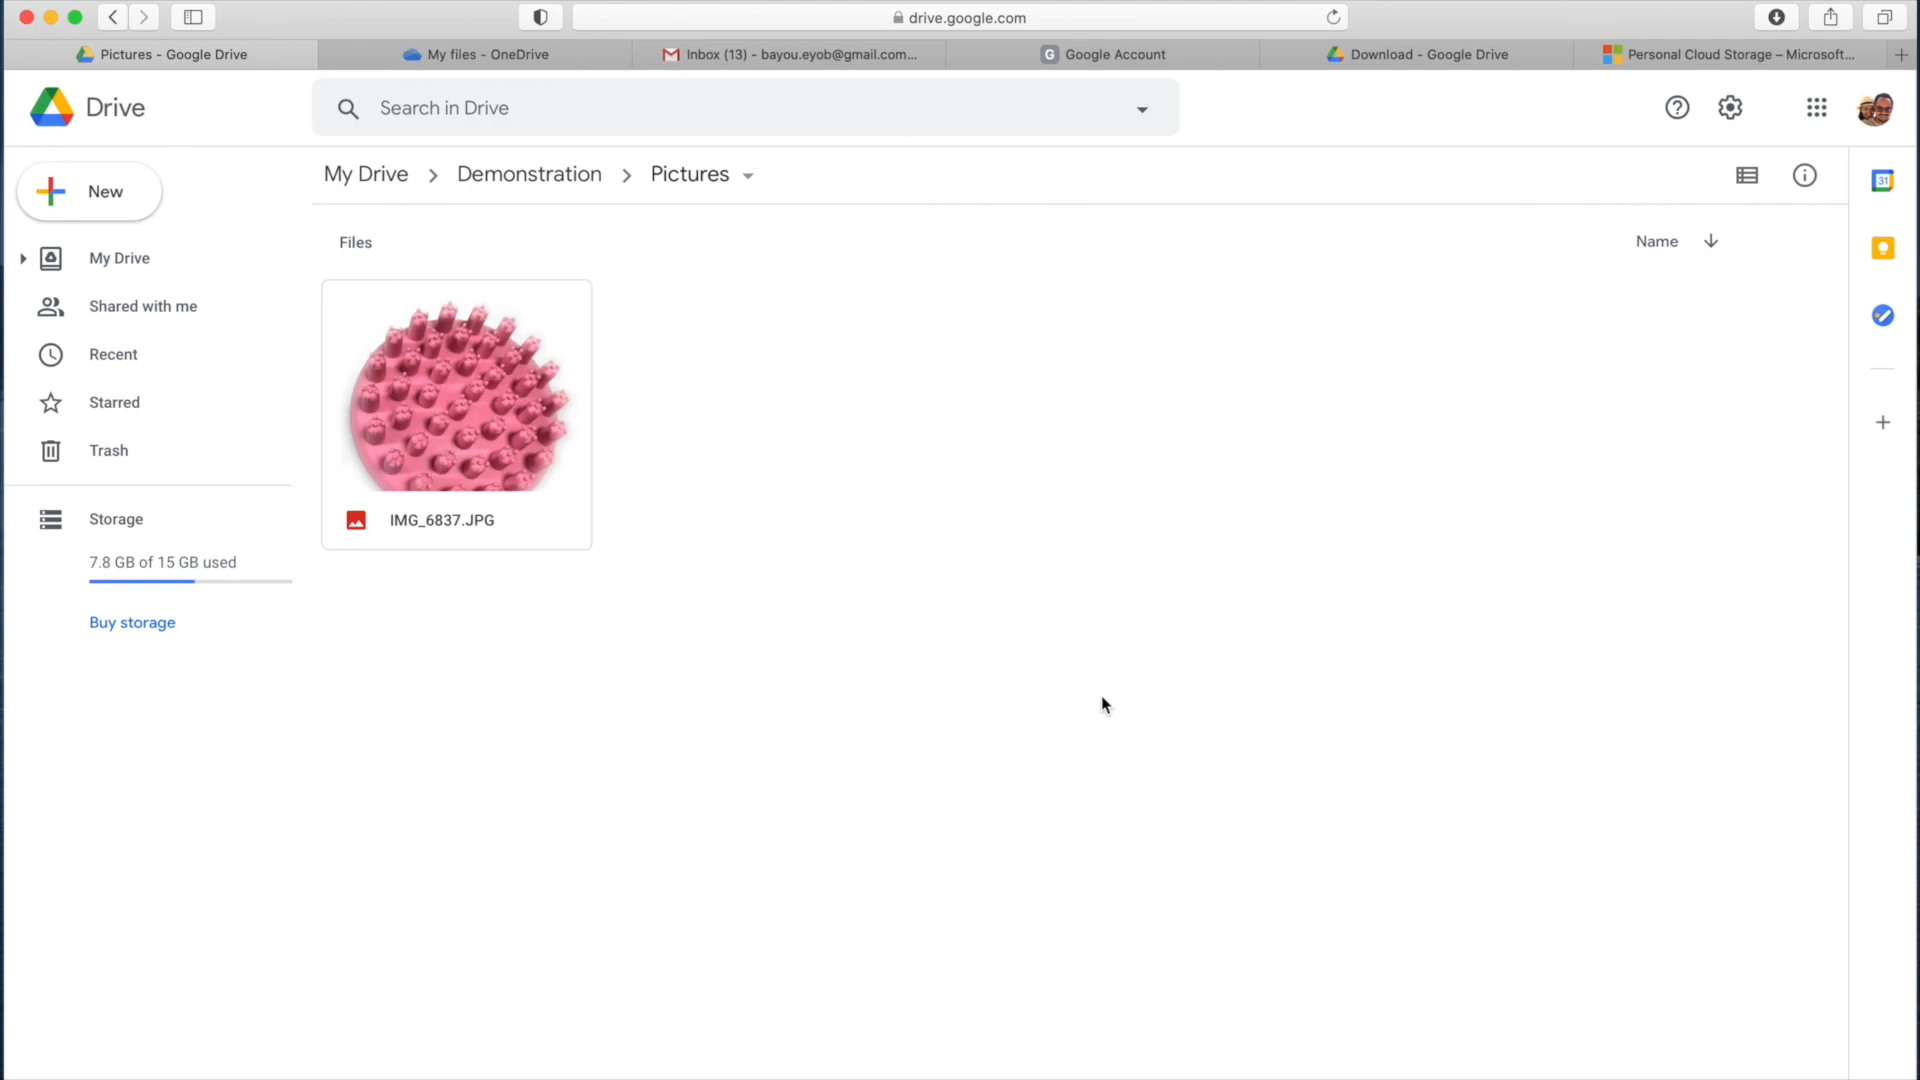 drive.google.com
Pictures - Google Drive
My files - OneDrive
Inbox (13) - bayou.eyob@gmail.com...
G Google Account
Download - Google Drive
Personal Cloud Storage – Microsoft...
Drive
Search in Drive
New
My Drive
Demonstration
Pictures
31
My Drive
Shared with me
Recent
Starred
Trash
Storage
7.8 GB of 15 GB used
Buy storage
Files
Name
IMG_6837.JPG